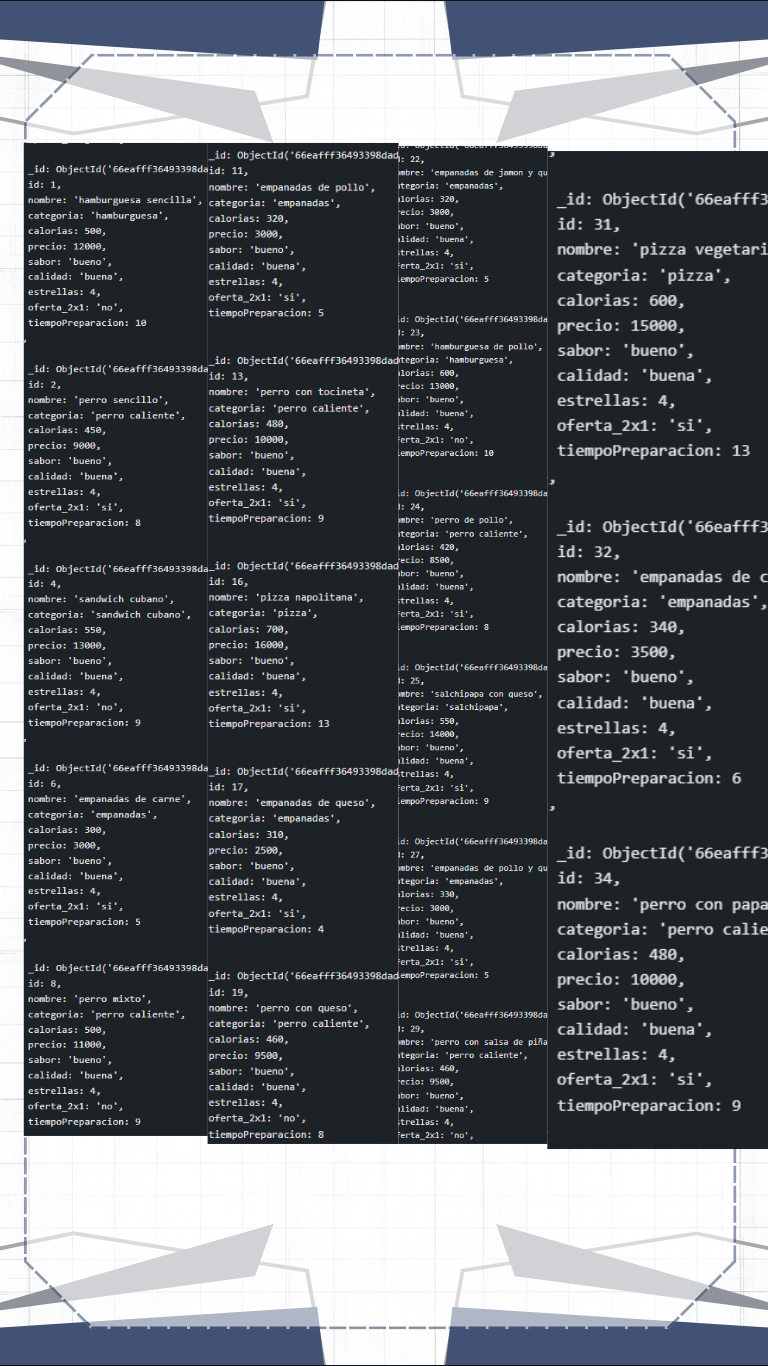 _id: ObjectId('66eafff36493398dad
id: 1,
nombre: 'hamburguesa sencilla',
categoria: 'hamburguesa',
calorias: 500,
precio: 12000,
sabor: 'bueno',
calidad: 'buena',
estrellas: 4,
oferta_2x1: 'no',
tiempoPreparacion: 10
,
_id: ObjectId('66eafff36493398dad
id: 2,
nombre: 'perro sencillo',
categoria: 'perro caliente',
calorias: 450,
precio: 9000,
sabor: 'bueno',
calidad: 'buena',
estrellas: 4,
oferta_2x1: 'si',
tiempoPreparacion: 8
,
_id: ObjectId('66eafff36493398dad
id: 4,
nombre: 'sandwich cubano',
categoria: 'sandwich cubano',
calorias: 550,
precio: 13000,
sabor: 'bueno',
calidad: 'buena',
estrellas: 4,
oferta_2x1: 'no',
tiempoPreparacion: 9
,
_id: ObjectId('66eafff36493398dad
id: 6,
nombre: 'empanadas de carne',
categoria: 'empanadas',
calorias: 300,
precio: 3000,
sabor: 'bueno',
calidad: 'buena',
estrellas: 4,
oferta_2x1: 'si',
tiempoPreparacion: 5
,
_id: ObjectId('66eafff36493398dad
id: 8,
nombre: 'perro mixto',
categoria: 'perro caliente',
calorias: 500,
precio: 11000,
sabor: 'bueno',
calidad: 'buena',
estrellas: 4,
oferta_2x1: 'no',
tiempoPreparacion: 9
_id: ObjectId('66eafff36493398dad
id: 11,
nombre: 'empanadas de pollo',
categoria: 'empanadas',
calorias: 320,
precio: 3000,
sabor: 'bueno',
calidad: 'buena',
estrellas: 4,
oferta_2x1: 'si',
tiempoPreparacion: 5
_id: ObjectId('66eafff36493398dad
id: 13,
nombre: 'perro con tocineta',
categoria: 'perro caliente',
calorias: 480,
precio: 10000,
sabor: 'bueno',
calidad: 'buena',
estrellas: 4,
oferta_2x1: 'si',
tiempoPreparacion: 9
_id: ObjectId('66eafff36493398dad
id: 16,
nombre: 'pizza napolitana',
categoria: 'pizza',
calorias: 700,
precio: 16000,
sabor: 'bueno',
calidad: 'buena',
estrellas: 4,
oferta_2x1: 'si',
tiempoPreparacion: 13
_id: ObjectId('66eafff36493398dad
id: 17,
nombre: 'empanadas de queso',
categoria: 'empanadas',
calorias: 310,
precio: 2500,
sabor: 'bueno',
calidad: 'buena',
estrellas: 4,
oferta_2x1: 'si',
tiempoPreparacion: 4
_id: ObjectId('66eafff36493398dad
id: 19,
nombre: 'perro con queso',
categoria: 'perro caliente',
calorias: 460,
precio: 9500,
sabor: 'bueno',
calidad: 'buena',
estrellas: 4,
oferta_2x1: 'no',
tiempoPreparacion: 8
: 22,
ombre: 'empanadas de jamon y qu
ategoria: 'empanadas',
alorias: 320,
recio: 3000,
abor: 'bueno',
alidad: 'buena',
strellas: 4,
ferta_2x1: 'si',
iempoPreparacion: 5
id: ObjectId('66eafff36493398da
: 23,
ombre: 'hamburguesa de pollo',
ategoria: 'hamburguesa',
alorias: 600,
recio: 13000,
abor: 'bueno',
alidad: 'buena',
strellas: 4,
ferta_2x1: 'no',
iempoPreparacion: 10
id: ObjectId('66eafff36493398da
: 24,
ombre: 'perro de pollo',
ategoria: 'perro caliente',
alorias: 420,
recio: 8500,
abor: 'bueno',
alidad: 'buena',
strellas: 4,
ferta_2x1: 'si',
iempoPreparacion: 8
id: ObjectId('66eafff36493398da
: 25,
ombre: 'salchipapa con queso',
ategoria: 'salchipapa',
alorias: 550,
recio: 14000,
abor: 'bueno',
alidad: 'buena',
strellas: 4,
ferta_2x1: 'si',
iempoPreparacion: 9
id: ObjectId('66eafff36493398da
: 27,
ombre: 'empanadas de pollo y qu
ategoria: 'empanadas',
alorias: 330,
recio: 3000,
abor: 'bueno',
alidad: 'buena',
strellas: 4,
ferta_2x1: 'si',
iempoPreparacion: 5
id: ObjectId('66eafff36493398da
: 29,
ombre: 'perro con salsa de piña
ategoria: 'perro caliente',
alorias: 460,
recio: 9500,
abor: 'bueno',
alidad: 'buena',
strellas: 4,
ferta_2x1: 'no',
,
_id: ObjectId('66eafff3
id: 31,
nombre: 'pizza vegetari
categoria: 'pizza',
calorias: 600,
precio: 15000,
sabor: 'bueno',
calidad: 'buena',
estrellas: 4,
oferta_2x1: 'si',
tiempoPreparacion: 13
,
_id: ObjectId('66eafff3
id: 32,
nombre: 'empanadas de c
categoria: 'empanadas',
calorias: 340,
precio: 3500,
sabor: 'bueno',
calidad: 'buena',
estrellas: 4,
oferta_2x1: 'si',
tiempoPreparacion: 6
,
_id: ObjectId('66eafff3
id: 34,
nombre: 'perro con papa
categoria: 'perro calie
calorias: 480,
precio: 10000,
sabor: 'bueno',
calidad: 'buena',
estrellas: 4,
oferta_2x1: 'si',
tiempoPreparacion: 9